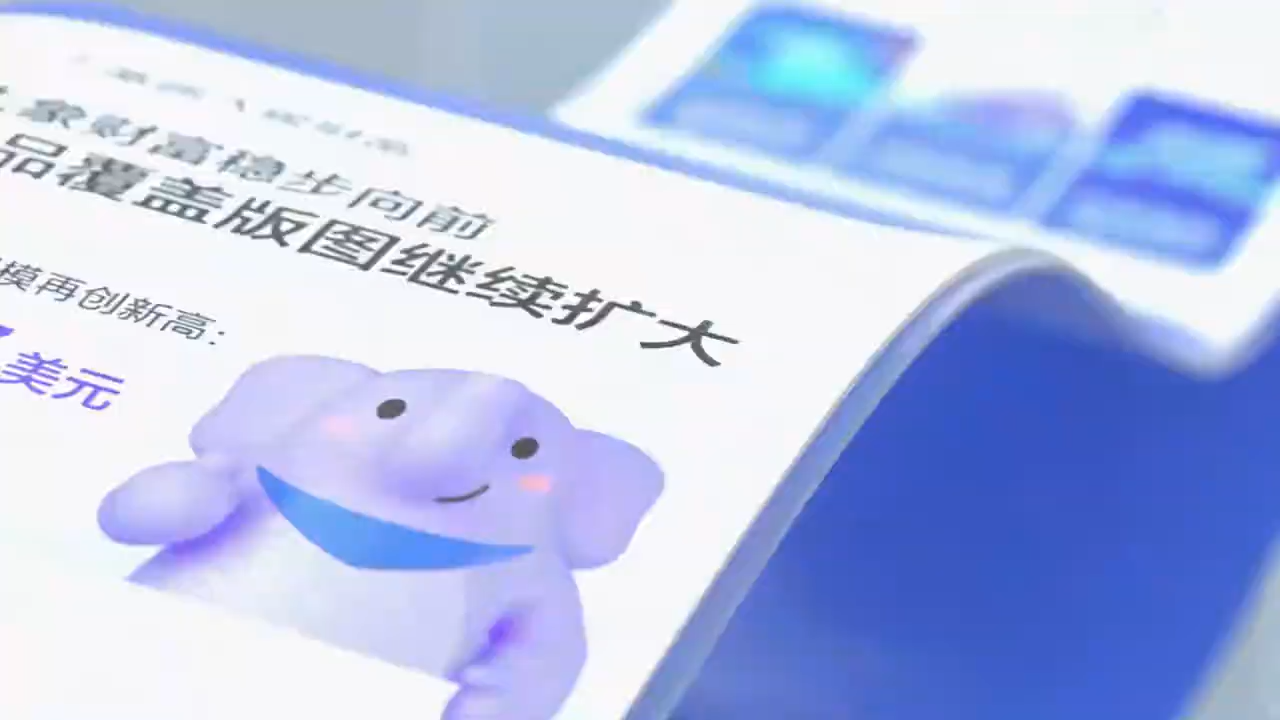 家财富稳步向前
品覆盖版图继续扩大
模再创新高：
美元